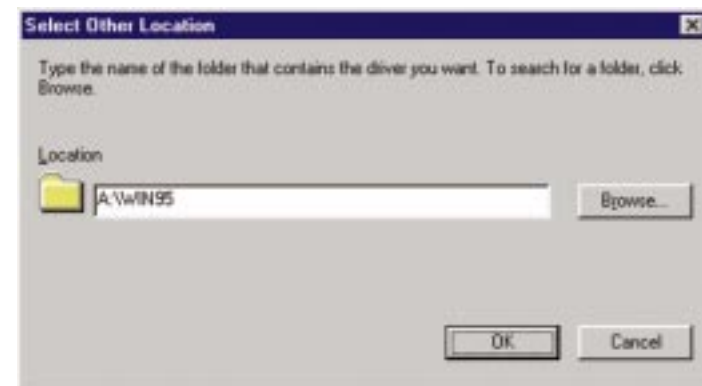 Select Other Location
Type the name of the folder that contains the driver you want. To search for a folder, click
Browse.
Location
A:\WIN95
Browse...
OK
Cancel